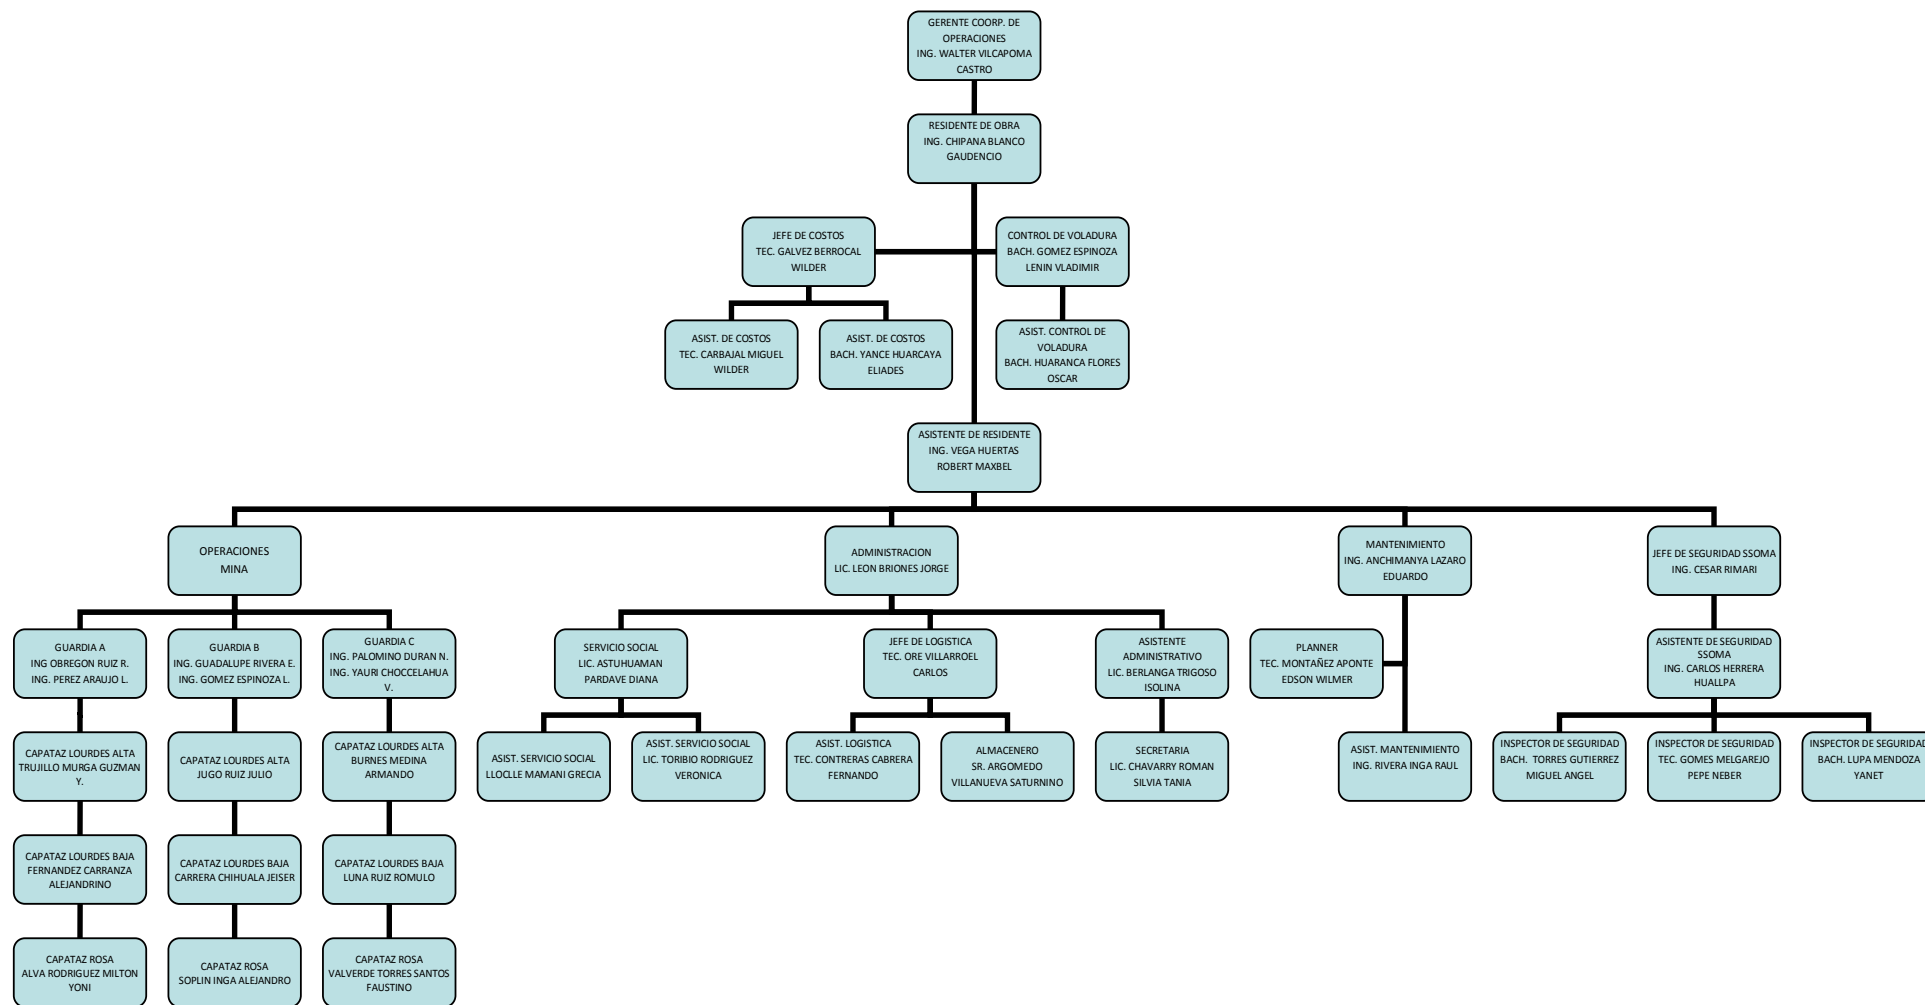 GERENTE COORP. DE
OPERACIONES
ING. WALTER VILCAPOMA
CASTRO
RESIDENTE DE OBRA
ING. CHIPANA BLANCO
GAUDENCIO
JEFE DE COSTOS
TEC. GALVEZ BERROCAL
WILDER
CONTROL DE VOLADURA
BACH. GOMEZ ESPINOZA
LENIN VLADIMIR
ASIST. DE COSTOS
TEC. CARBAJAL MIGUEL
WILDER
ASIST. DE COSTOS
BACH. YANCE HUARCAYA
ELIADES
ASIST. CONTROL DE
VOLADURA
BACH. HUARANCA FLORES
OSCAR
ASISTENTE DE RESIDENTE
ING. VEGA HUERTAS
ROBERT MAXBEL
OPERACIONES
MINA
ADMINISTRACION
LIC. LEON BRIONES JORGE
MANTENIMIENTO
ING. ANCHIMANYA LAZARO
EDUARDO
JEFE DE SEGURIDAD SSOMA
ING. CESAR RIMARI
GUARDIA A
ING OBREGON RUIZ R.
ING. PEREZ ARAUJO L.
GUARDIA B
ING. GUADALUPE RIVERA E.
ING. GOMEZ ESPINOZA L.
GUARDIA C
ING. PALOMINO DURAN N.
ING. YAURI CHOCCELAHUA
V.
SERVICIO SOCIAL
LIC. ASTUHUAMAN
PARDAVE DIANA
JEFE DE LOGISTICA
TEC. ORE VILLARROEL
CARLOS
ASISTENTE
ADMINISTRATIVO
LIC. BERLANGA TRIGOSO
ISOLINA
PLANNER
TEC. MONTAÑEZ APONTE
EDSON WILMER
ASISTENTE DE SEGURIDAD
SSOMA
ING. CARLOS HERRERA
HUALLPA
CAPATAZ LOURDES ALTA
TRUJILLO MURGA GUZMAN
Y.
CAPATAZ LOURDES ALTA
JUGO RUIZ JULIO
CAPATAZ LOURDES ALTA
BURNES MEDINA
ARMANDO
ASIST. SERVICIO SOCIAL
LLOCLLE MAMANI GRECIA
ASIST. SERVICIO SOCIAL
LIC. TORIBIO RODRIGUEZ
VERONICA
ASIST. LOGISTICA
TEC. CONTRERAS CABRERA
FERNANDO
ALMACENERO
SR. ARGOMEDO
VILLANUEVA SATURNINO
SECRETARIA
LIC. CHAVARRY ROMAN
SILVIA TANIA
ASIST. MANTENIMIENTO
ING. RIVERA INGA RAUL
INSPECTOR DE SEGURIDAD
BACH. TORRES GUTIERREZ
MIGUEL ANGEL
INSPECTOR DE SEGURIDAD
TEC. GOMES MELGAREJO
PEPE NEBER
INSPECTOR DE SEGURIDAD
BACH. LUPA MENDOZA
YANET
CAPATAZ LOURDES BAJA
FERNANDEZ CARRANZA
ALEJANDRINO
CAPATAZ LOURDES BAJA
CARRERA CHIHUALA JEISER
CAPATAZ LOURDES BAJA
LUNA RUIZ ROMULO
CAPATAZ ROSA
ALVA RODRIGUEZ MILTON
YONI
CAPATAZ ROSA
SOPLIN INGA ALEJANDRO
CAPATAZ ROSA
VALVERDE TORRES SANTOS
FAUSTINO